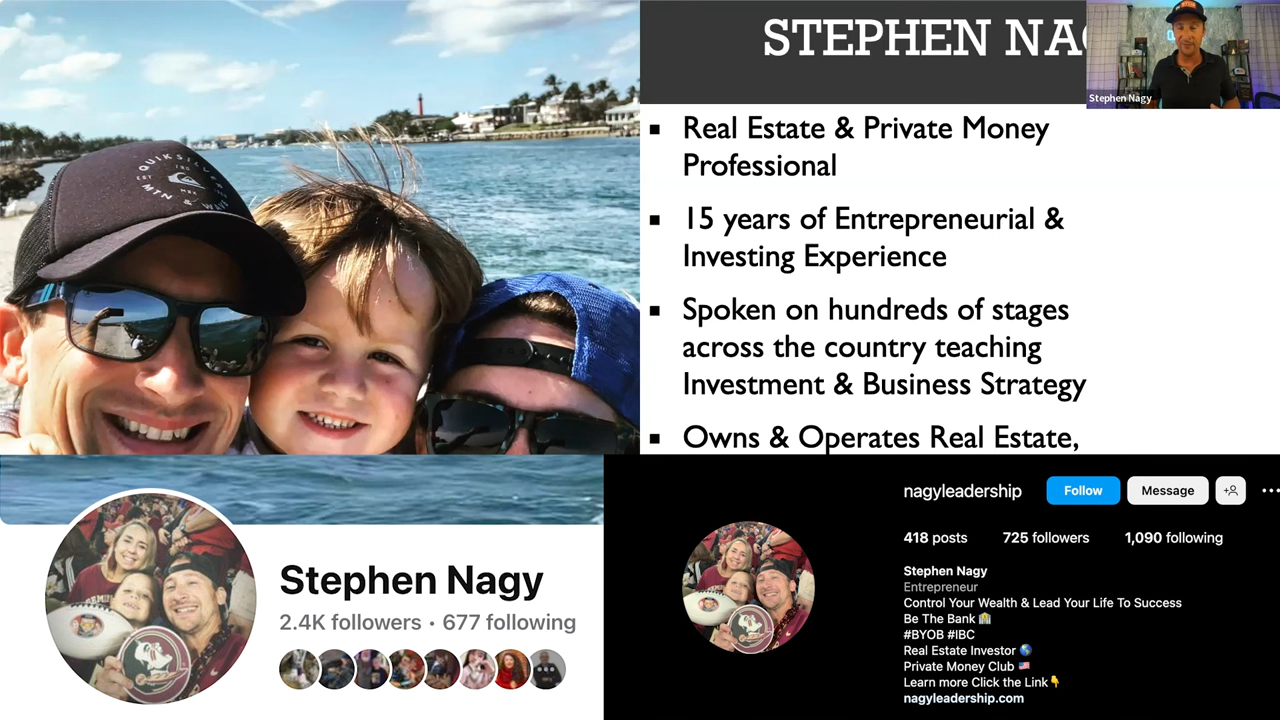 QUIKSILVER
EST
MTN & WAVE
STEPHEN NA
Stephen Nagy
▪ Real Estate & Private Money
Professional
▪ 15 years of Entrepreneurial &
Investing Experience
▪ Spoken on hundreds of stages
across the country teaching
Investment & Business Strategy
▪ Owns & Operates Real Estate,
Stephen Nagy
2.4K followers • 677 following
nagyleadership
Follow
Message
418 posts 725 followers 1,090 following
Stephen Nagy
Entrepreneur
Control Your Wealth & Lead Your Life To Success
Be The Bank 🏦
#BYOB #IBC
Real Estate Investor 🌎
Private Money Club 🇺🇸
Learn more Click the Link👇
nagyleadership.com